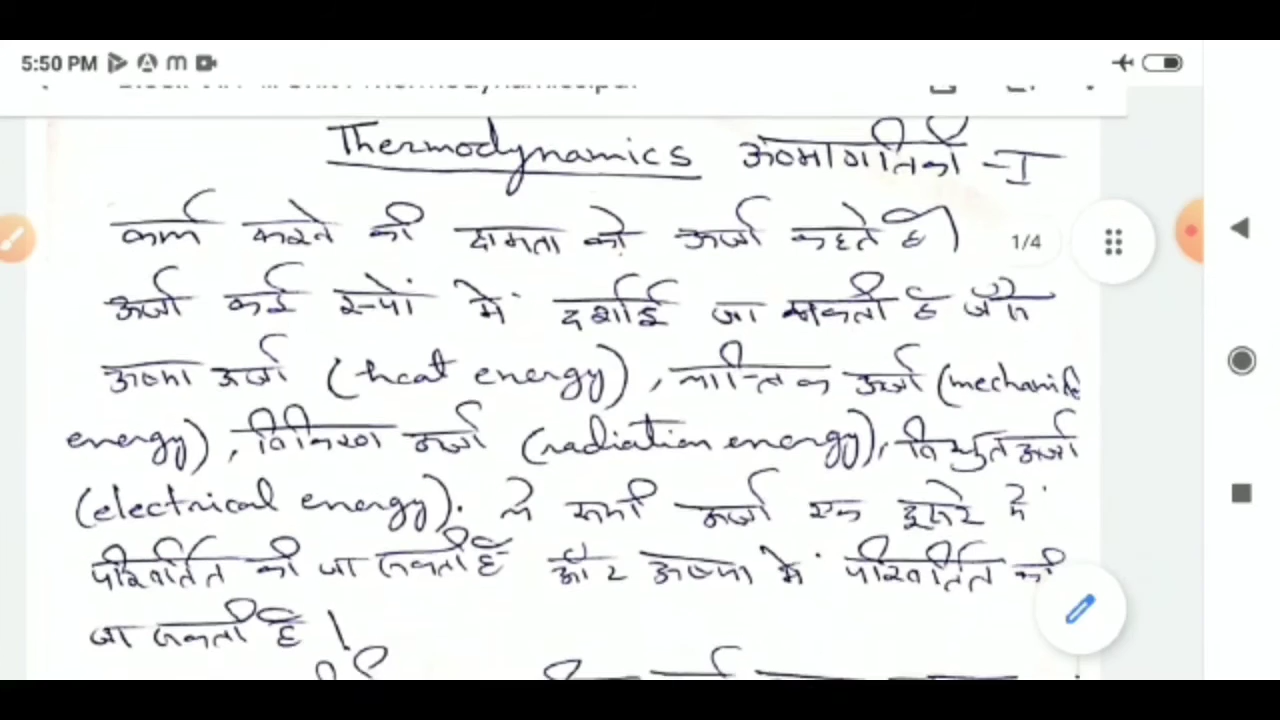 5:50 PM
Thermodynamics ऊष्मागतिकी -I
कार्य करने की क्षमता को ऊर्जा कहते हैं।
1/4
ऊर्जा कई रूपों में दर्शाई जा सकती है जैसे
ऊष्मा ऊर्जा (heat energy), यान्त्रिक ऊर्जा (mechanical
energy), विकिरण ऊर्जा (radiation energy), विद्युत ऊर्जा
(electrical energy). ये सभी ऊर्जा एक दूसरे में
परिवर्तित की जा सकती हैं और ऊष्मा में परिवर्तित की
जा सकती है।